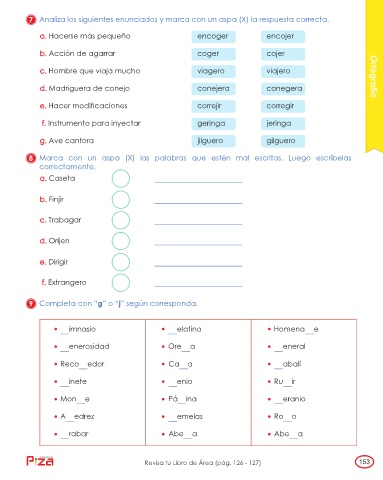 7 Analiza los siguientes enunciados y marca con un aspa (X) la respuesta correcta.
a. Hacerse más pequeño encoger encojer
b. Acción de agarrar coger cojer
c. Hombre que viaja mucho viagero viajero
d. Madriguera de conejo conejera conegera
e. Hacer modificaciones correjir corregir
f. Instrumento para inyectar geringa jeringa
g. Ave cantora jilguero gilguero
Ortografía
8 Marca con un aspa (X) las palabras que estén mal escritas. Luego escríbelas
correctamente.
a. Caseta
b. Finjir
c. Trabagar
d. Orijen
e. Dirigir
f. Extrangero
9 Completa con "g" o "j" según corresponda.
• __imnasio • __elatina • Homena__e
• __enerosidad • Ore__a • __eneral
• Reco__edor • Ca__a • __abalí
• __inete • __enio • Ru__ir
• Mon__e • Pá__ina • __eranio
• A__edrez • __emelas • Ro__o
• __rabar • Abe__a • Abe__a
Pizza
Revisa tu Libro de Área (pág. 126 - 127)
153